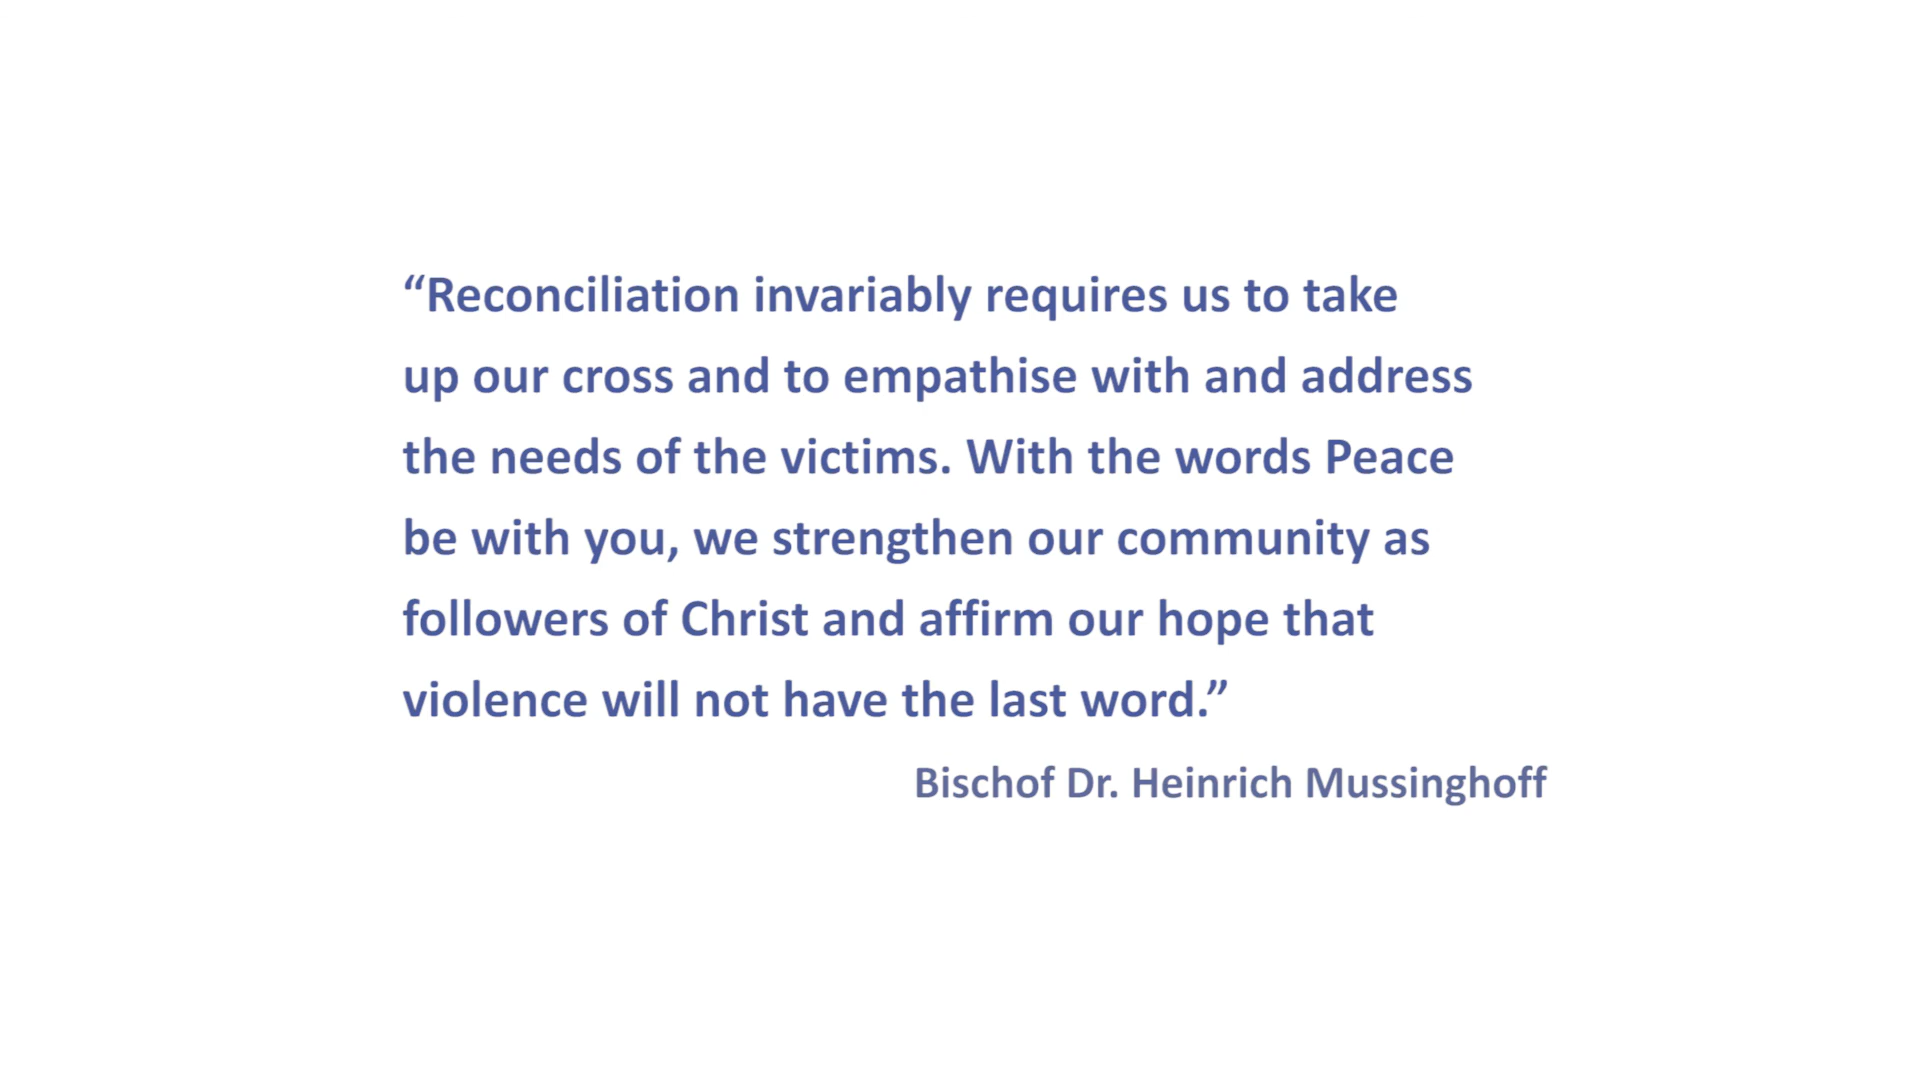 “Reconciliation invariably requires us to take
up our cross and to empathise with and address
the needs of the victims. With the words Peace
be with you, we strengthen our community as
followers of Christ and affirm our hope that
violence will not have the last word.”
Bischof Dr. Heinrich Mussinghoff